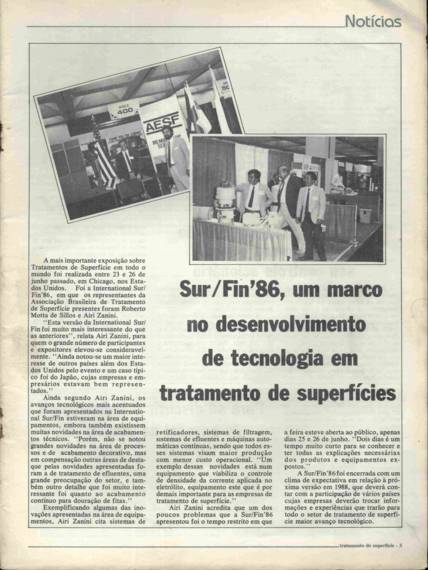 Notícias
400
AESF
Sur/Fin'86, um marco
no desenvolvimento
de tecnologia em
tratamento de superfícies
A mais importante exposição sobre
Tratamentos de Superfície em todo o
mundo foi realizada entre 23 e 26 de
junho passado, em Chicago, nos Esta-
dos Unidos. Foi a International Sur/
Fin'86, em que os representantes da
Associação Brasileira de Tratamento
de Superfície presentes foram Roberto
Motta de Sillos e Airi Zanini.
"Esta versão da International Sur/
Fin foi muito mais interessante do que
as anteriores", relata Airi Zanini, para
quem o grande número de participantes
e expositores elevou-se consideravel-
mente. "Ainda notou-se um maior inte-
resse de outros países além dos Esta-
dos Unidos pelo evento e um caso típi-
co foi do Japão, cujas empresas e em-
presários estavam bem represen-
tados."
Ainda segundo Airi Zanini, os
avanços tecnológicos mais acentuados
que foram apresentados na Internatio-
nal Sur/Fin estiveram na área de equi-
pamentos, embora também existissem
muitas novidades na área de acabamen-
tos técnicos. "Porém, não se notou
grandes novidades na área de proces-
sos e de acabamento decorativo, mas
em compensação outras áreas de desta-
que pelas novidades apresentadas fo-
ram a de tratamento de efluentes, uma
grande preocupação do setor, e tam-
bém outro detalhe que foi muito inte-
ressante foi quanto ao acabamento
contínuo para douração de fitas."
Exemplificando algumas das ino-
vações apresentadas na área de equipa-
mentos, Airi Zanini cita sistemas de
retificadores, sistemas de filtragem,
sistemas de efluentes e máquinas auto-
máticas contínuas, sendo que todos es-
ses sistemas visam maior produção
com menor custo operacional. "Um
exemplo dessas novidades está num
equipamento que viabiliza o controle
de densidade da corrente aplicada no
eletrólito, equipamento este que é por
demais importante para as empresas de
tratamento de superfície."
Airi Zanini acredita que um dos
poucos problemas que a Sur/Fin'86
apresentou foi o tempo restrito em que
a feira esteve aberta ao público, apenas
dias 25 e 26 de junho. "Dois dias é um
tempo muito curto para se conhecer e
ter todas as explicações necessárias
dos produtos e equipamentos ex-
postos."
A Sur/Fin'86 foi encerrada com um
clima de expectativa em relação à pró-
xima versão em 1988, que deverá con-
tar com a participação de vários países
cujas empresas deverão trocar infor-
mações e experiências que trarão para
todo o setor de tratamento de superfí-
cie maior avanço tecnológico.
tratamento de superfície - 5